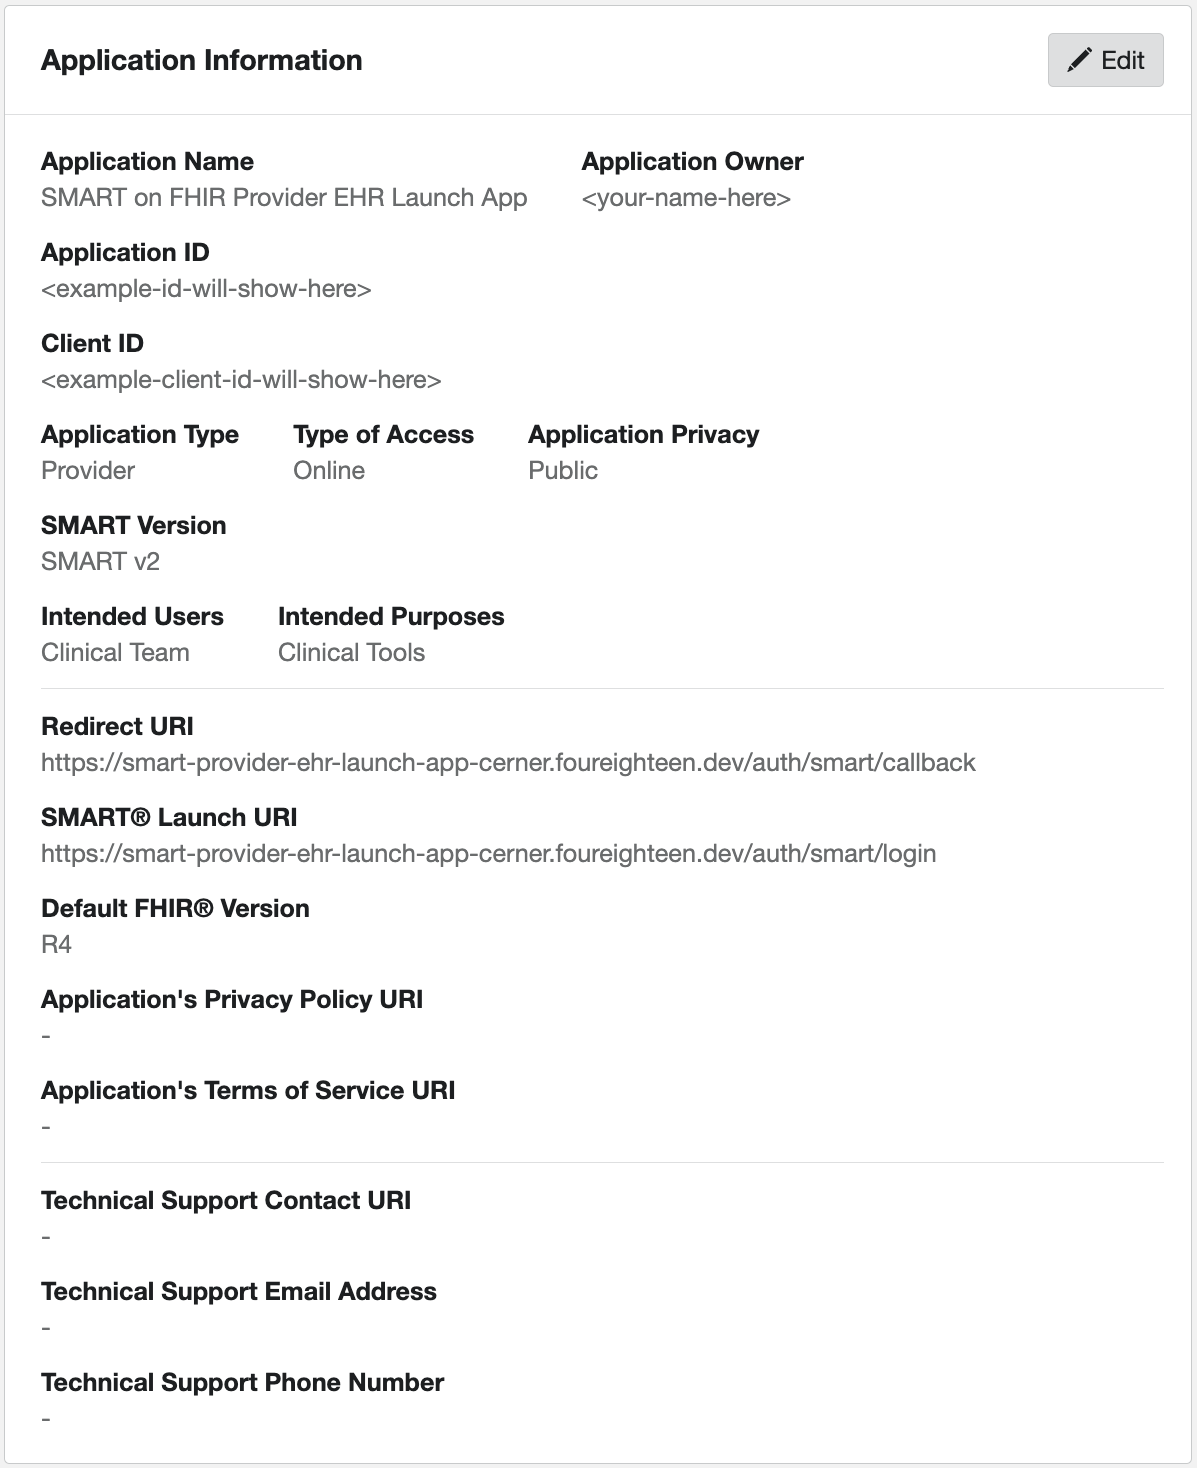 Application Information
Edit
Application Name
Application Owner
SMART on FHIR Provider EHR Launch App
<your-name-here>
Application ID
<example-id-will-show-here>
Client ID
<example-client-id-will-show-here>
Application Type
Type of Access
Application Privacy
Provider
Online
Public
SMART Version
SMART v2
Intended Users
Intended Purposes
Clinical Team
Clinical Tools
Redirect URI
https://smart-provider-ehr-launch-app-cerner.foureighteen.dev/auth/smart/callback
SMART® Launch URI
https://smart-provider-ehr-launch-app-cerner.foureighteen.dev/auth/smart/login
Default FHIR® Version
R4
Application's Privacy Policy URI
-
Application's Terms of Service URI
-
Technical Support Contact URI
-
Technical Support Email Address
-
Technical Support Phone Number
-